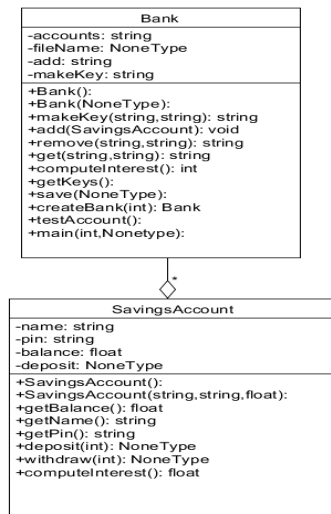 Bank
-accounts: string
-fileName: NoneType
-add: string
-makeKey: string
+Bank():
+Bank(NoneType):
+makeKey(string,string): string
+add(SavingsAccount): void
+remove(string,string): string
+get(string,string): string
+computeInterest(): int
+getKeys():
+save(NoneType):
+createBank(int): Bank
+testAccount():
+main(int,Nonetype):
*
SavingsAccount
-name: string
-pin: string
-balance: float
-deposit: NoneType
+SavingsAccount():
+SavingsAccount(string,string,float):
+getBalance(): float
+getName(): string
+getPin(): string
+deposit(int): NoneType
+withdraw(int): NoneType
+computeInterest(): float